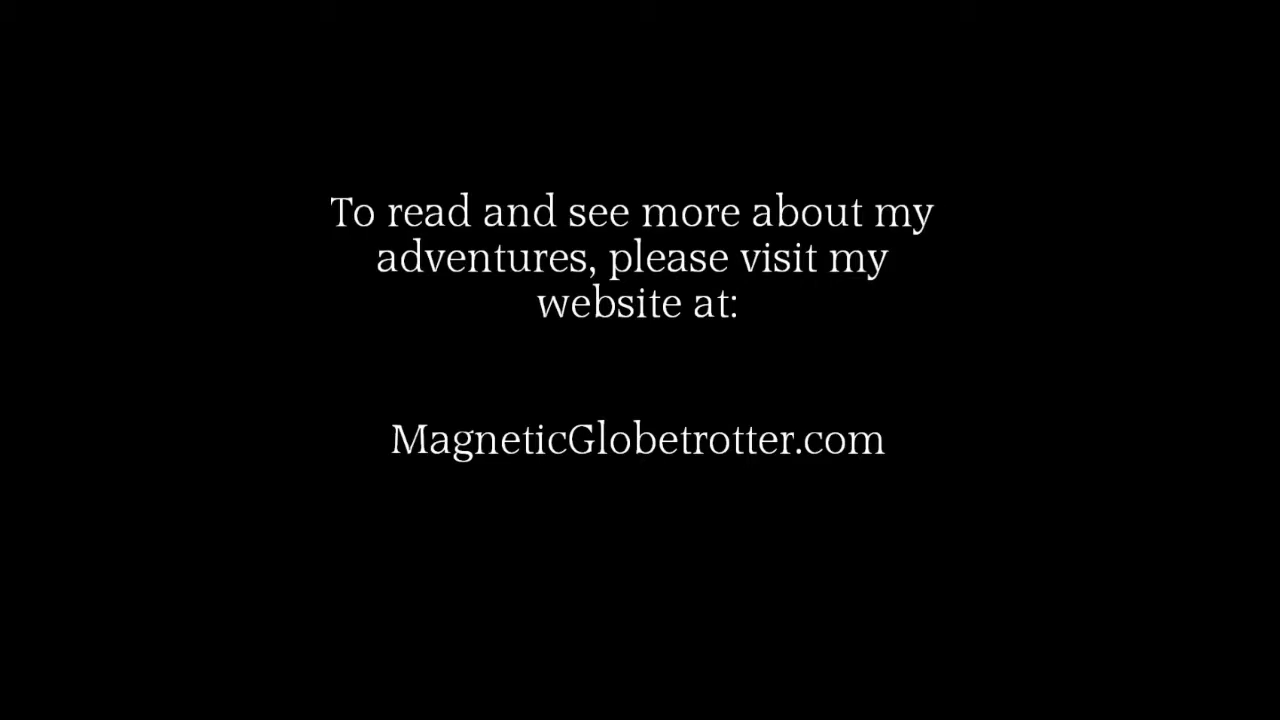 To read and see more about my
adventures, please visit my
website at:
MagneticGlobetrotter.com